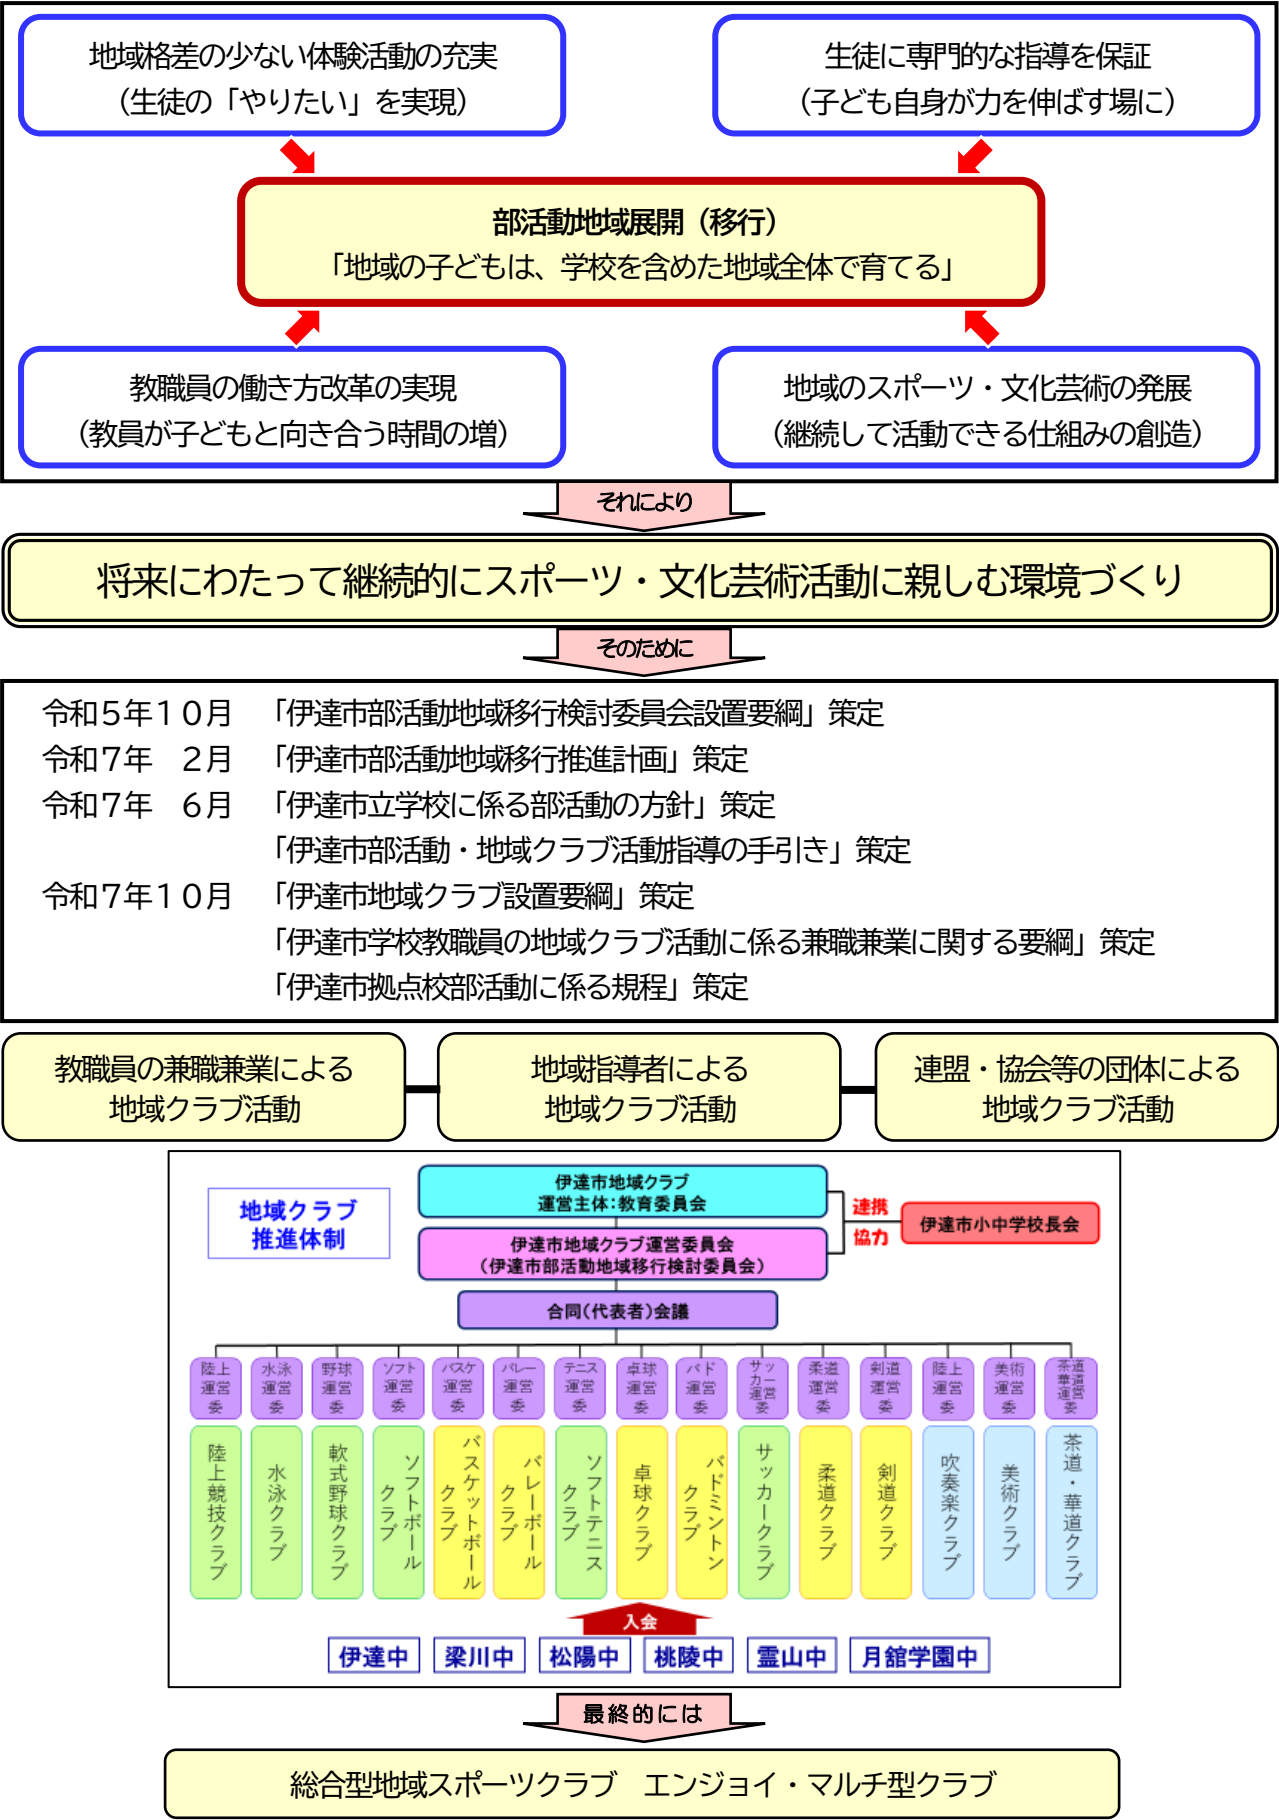 地域格差の少ない体験活動の充実
（生徒の「やりたい」を実現）
生徒に専門的な指導を保証
（子ども自身が力を伸ばす場に）
部活動地域展開（移行）
「地域の子どもは、学校を含めた地域全体で育てる」
教職員の働き方改革の実現
（教員が子どもと向き合う時間の増）
地域のスポーツ・文化芸術の発展
（継続して活動できる仕組みの創造）
それにより
将来にわたって継続的にスポーツ・文化芸術活動に親しむ環境づくり
そのために
令和５年１０月　「伊達市部活動地域移行検討委員会設置要綱」策定
令和７年　２月　「伊達市部活動地域移行推進計画」策定
令和７年　６月　「伊達市立学校に係る部活動の方針」策定
「伊達市部活動・地域クラブ活動指導の手引き」策定
令和７年１０月　「伊達市地域クラブ設置要綱」策定
「伊達市学校教職員の地域クラブ活動に係る兼職兼業に関する要綱」策定
「伊達市拠点校部活動に係る規程」策定
教職員の兼職兼業による
地域クラブ活動
地域指導者による
地域クラブ活動
連盟・協会等の団体による
地域クラブ活動
地域クラブ
推進体制
伊達市地域クラブ
運営主体：教育委員会
伊達市地域クラブ運営委員会
（伊達市部活動地域移行検討委員会）
連携
協力
伊達市小中学校長会
合同（代表者）会議
陸上
運営
委
水泳
運営
委
野球
運営
委
ソフト
運営
委
バスケ
運営
委
バレー
運営
委
テニス
運営
委
卓球
運営
委
バド
運営
委
サッ
カー
運営
委
柔道
運営
委
剣道
運営
委
陸上
運営
委
美術
運営
委
茶道
華道
運営
委
陸上競技クラブ
水泳クラブ
軟式野球クラブ
ソフトボール
クラブ
バスケットボール
クラブ
バレーボール
クラブ
ソフトテニス
クラブ
卓球クラブ
バドミントン
クラブ
サッカークラブ
柔道クラブ
剣道クラブ
吹奏楽クラブ
美術クラブ
茶道・華道クラブ
入会
伊達中
梁川中
松陽中
桃陵中
霊山中
月舘学園中
最終的には
総合型地域スポーツクラブ　エンジョイ・マルチ型クラブ